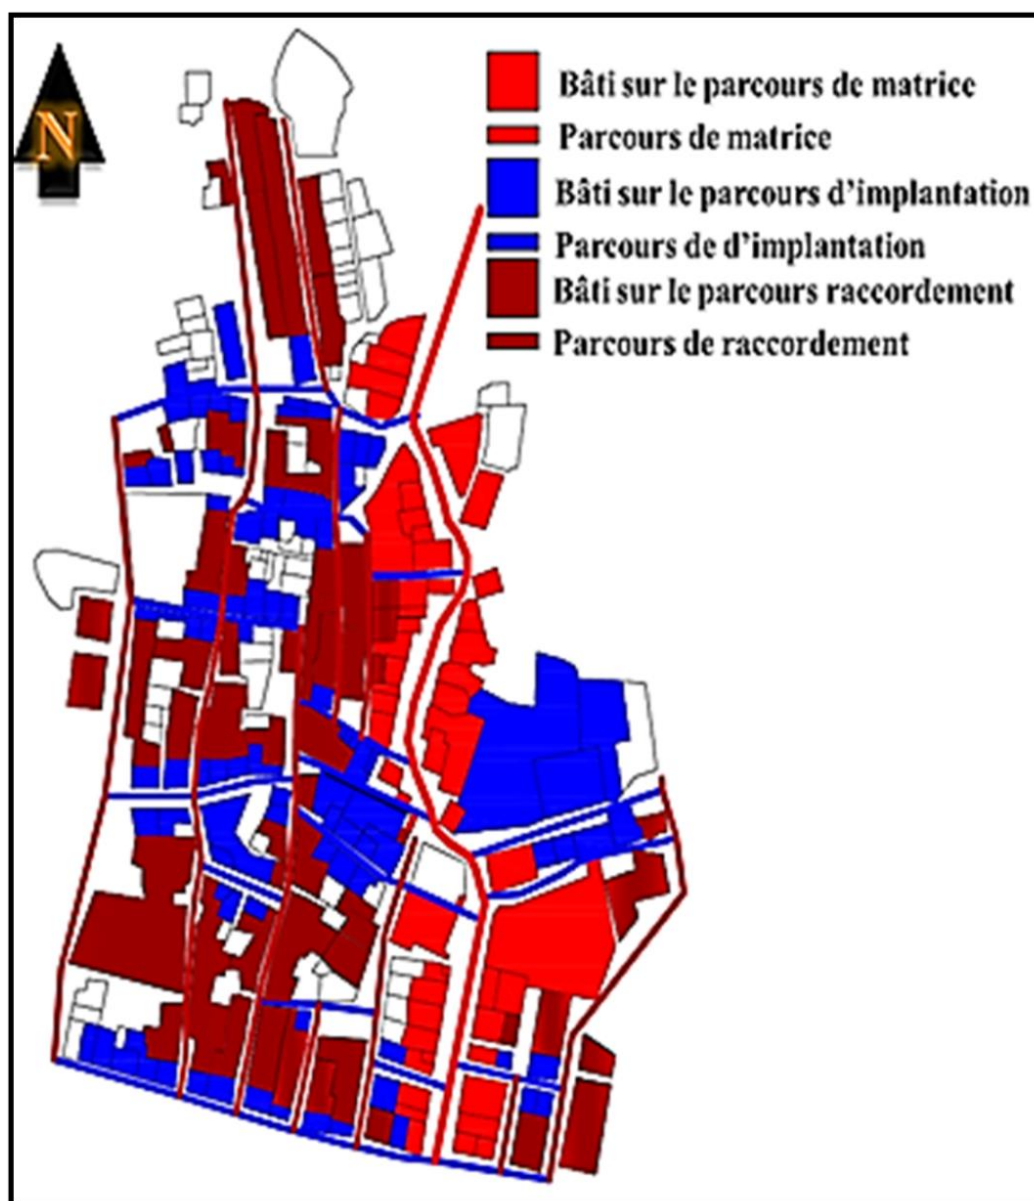 N
Bâti sur le parcours de matrice
Parcours de matrice
Bâti sur le parcours d'implantation
Parcours de d'implantation
Bâti sur le parcours raccordement
Parcours de raccordement